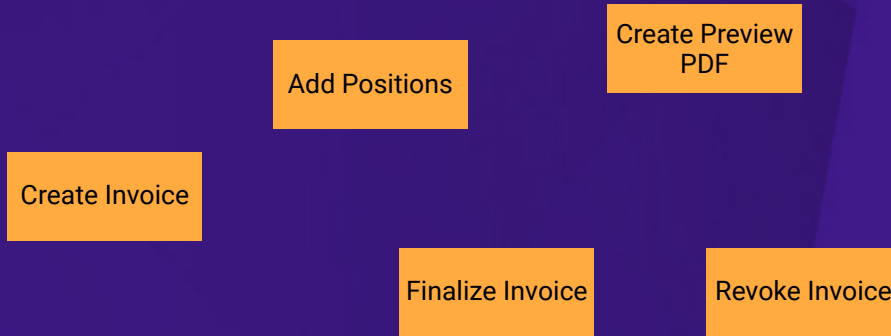 Create Preview
PDF
Add Positions
Create Invoice
Finalize Invoice
Revoke Invoice